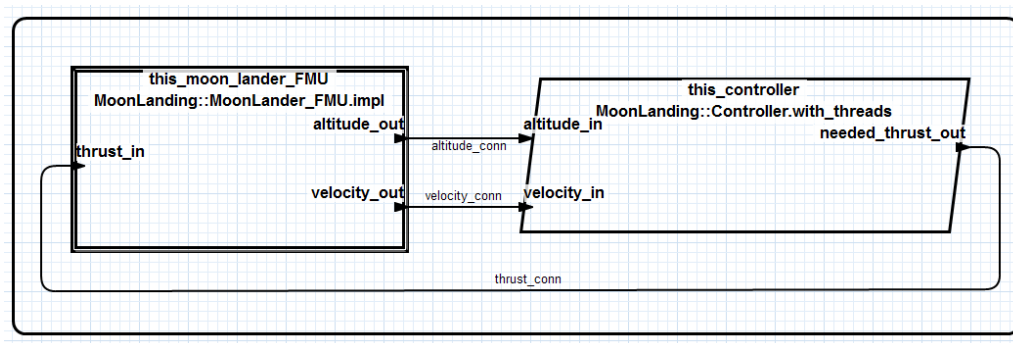 this_moon_lander_FMU
MoonLanding::MoonLander_FMU.impl
altitude_out
thrust_in
velocity_out
altitude_conn
velocity_conn
this_controller
MoonLanding::Controller.with_threads
altitude_in
needed_thrust_out
velocity_in
thrust_conn